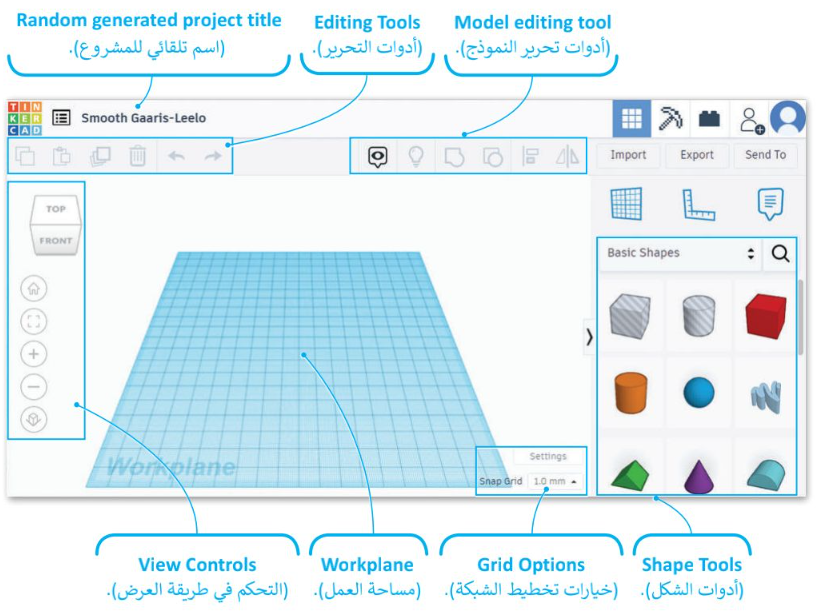 Random generated project title
(اسم تلقائي للمشروع).
Editing Tools
(أدوات التحرير).
Model editing tool
(أدوات تحرير النموذج).
TIN
KER
CAD
Smooth Gaaris-Leelo
Import
Export
Send To
TOP
FRONT
Basic Shapes
Workplane
Settings
Snap Grid
1.0 mm
View Controls
(التحكم في طريقة العرض).
Workplane
(مساحة العمل).
Grid Options
(خيارات تخطيط الشبكة).
Shape Tools
(أدوات الشكل).